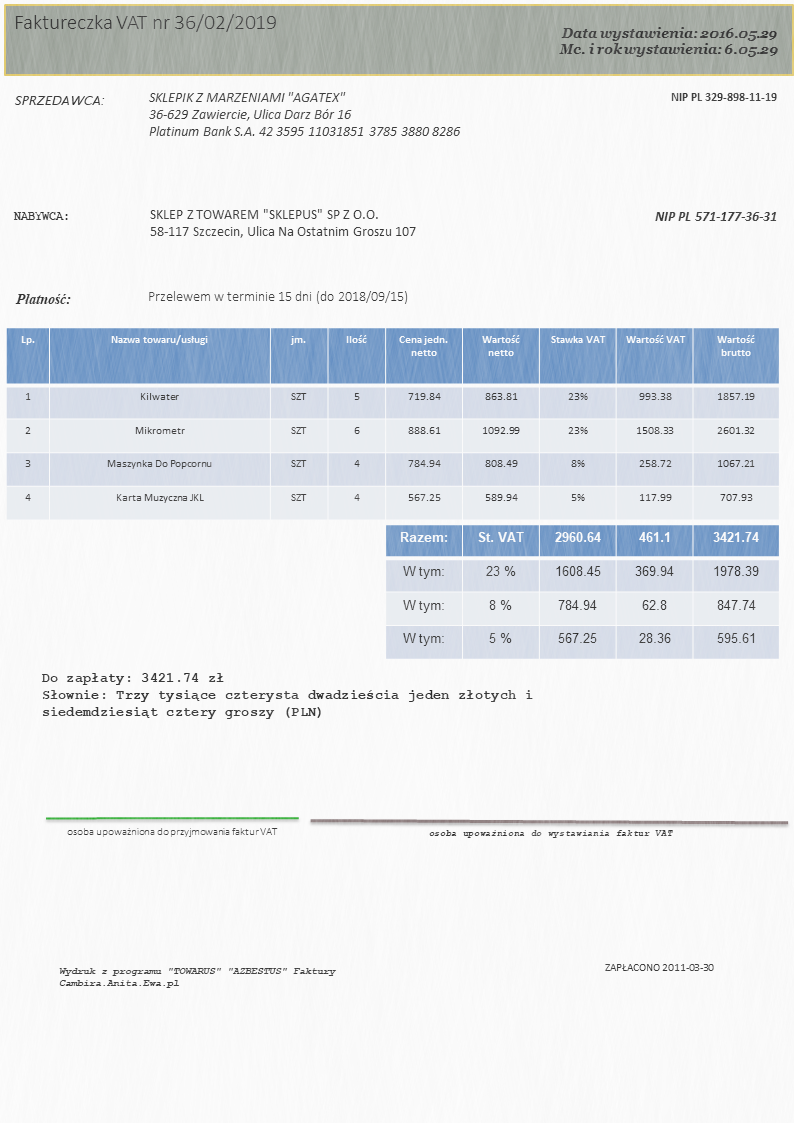 Faktureczka VAT nr 36/02/2019
Data wystawienia: 2016.05.29
Mc. i rok wystawienia: 6.05.29
SPRZEDAWCA: SKLEPIK Z MARZENIAMI "AGATEX" NIP PL 329-898-11-19
36-629 Zawiercie, Ulica Darz Bór 16
Platinum Bank S.A. 42 3595 11031851 3785 3880 8286
NABYWCA: SKLEP Z TOWAREM "SKLEPUS" SP Z O.O. NIP PL 571-177-36-31
58-117 Szczecin, Ulica Na Ostatnim Groszu 107
Płatność: Przelewem w terminie 15 dni (do 2018/09/15)
Lp. Nazwa towaru/usługi jm. Ilość Cena jedn. netto Wartość netto Stawka VAT Wartość VAT Wartość brutto
1 Kilwater SZT 5 719.84 863.81 23% 993.38 1857.19
2 Mikrometr SZT 6 888.61 1092.99 23% 1508.33 2601.32
3 Maszynka Do Popcornu SZT 4 784.94 808.49 8% 258.72 1067.21
4 Karta Muzyczna JKL SZT 4 567.25 589.94 5% 117.99 707.93
Razem: St. VAT 2960.64 461.1 3421.74
W tym: 23 % 1608.45 369.94 1978.39
W tym: 8 % 784.94 62.8 847.74
W tym: 5 % 567.25 28.36 595.61
Do zapłaty: 3421.74 zł
Słownie: Trzy tysiące czterysta dwadzieścia jeden złotych i
siedemdziesiąt cztery groszy (PLN)
osoba upoważniona do przyjmowania faktur VAT osoba upoważniona do wystawiania faktur VAT
Wydruk z programu "TOWARUS" "AZBESTUS" Faktury ZAPŁACONO 2011-03-30
Cambira.Anita.Ewa.pl